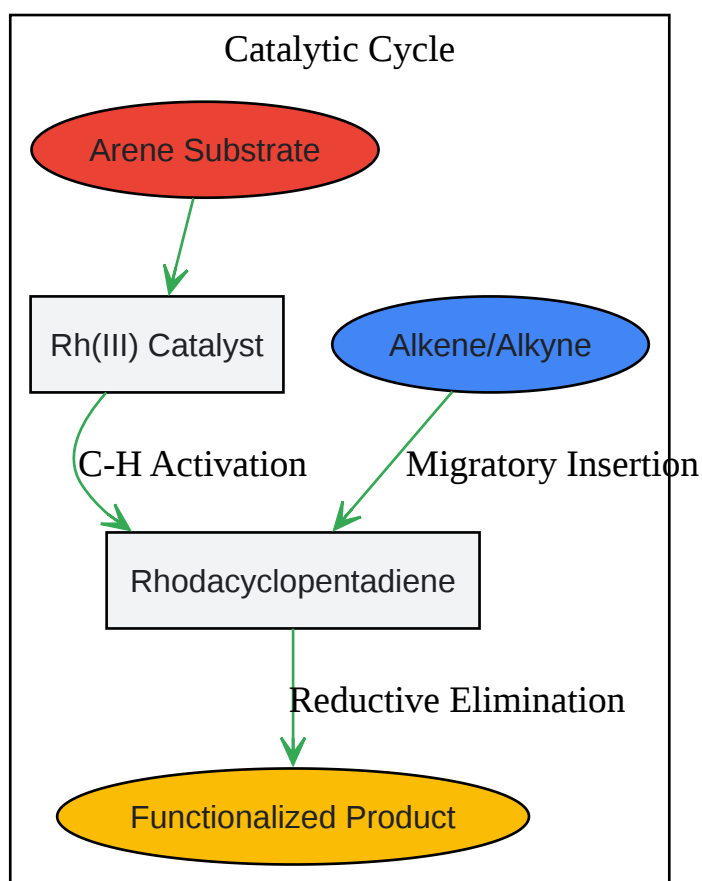 Catalytic Cycle
Arene Substrate
Rh(III) Catalyst
Alkene/Alkyne
C-H Activation
Migratory Insertion
Rhodacyclopentadiene
Reductive Elimination
Functionalized Product